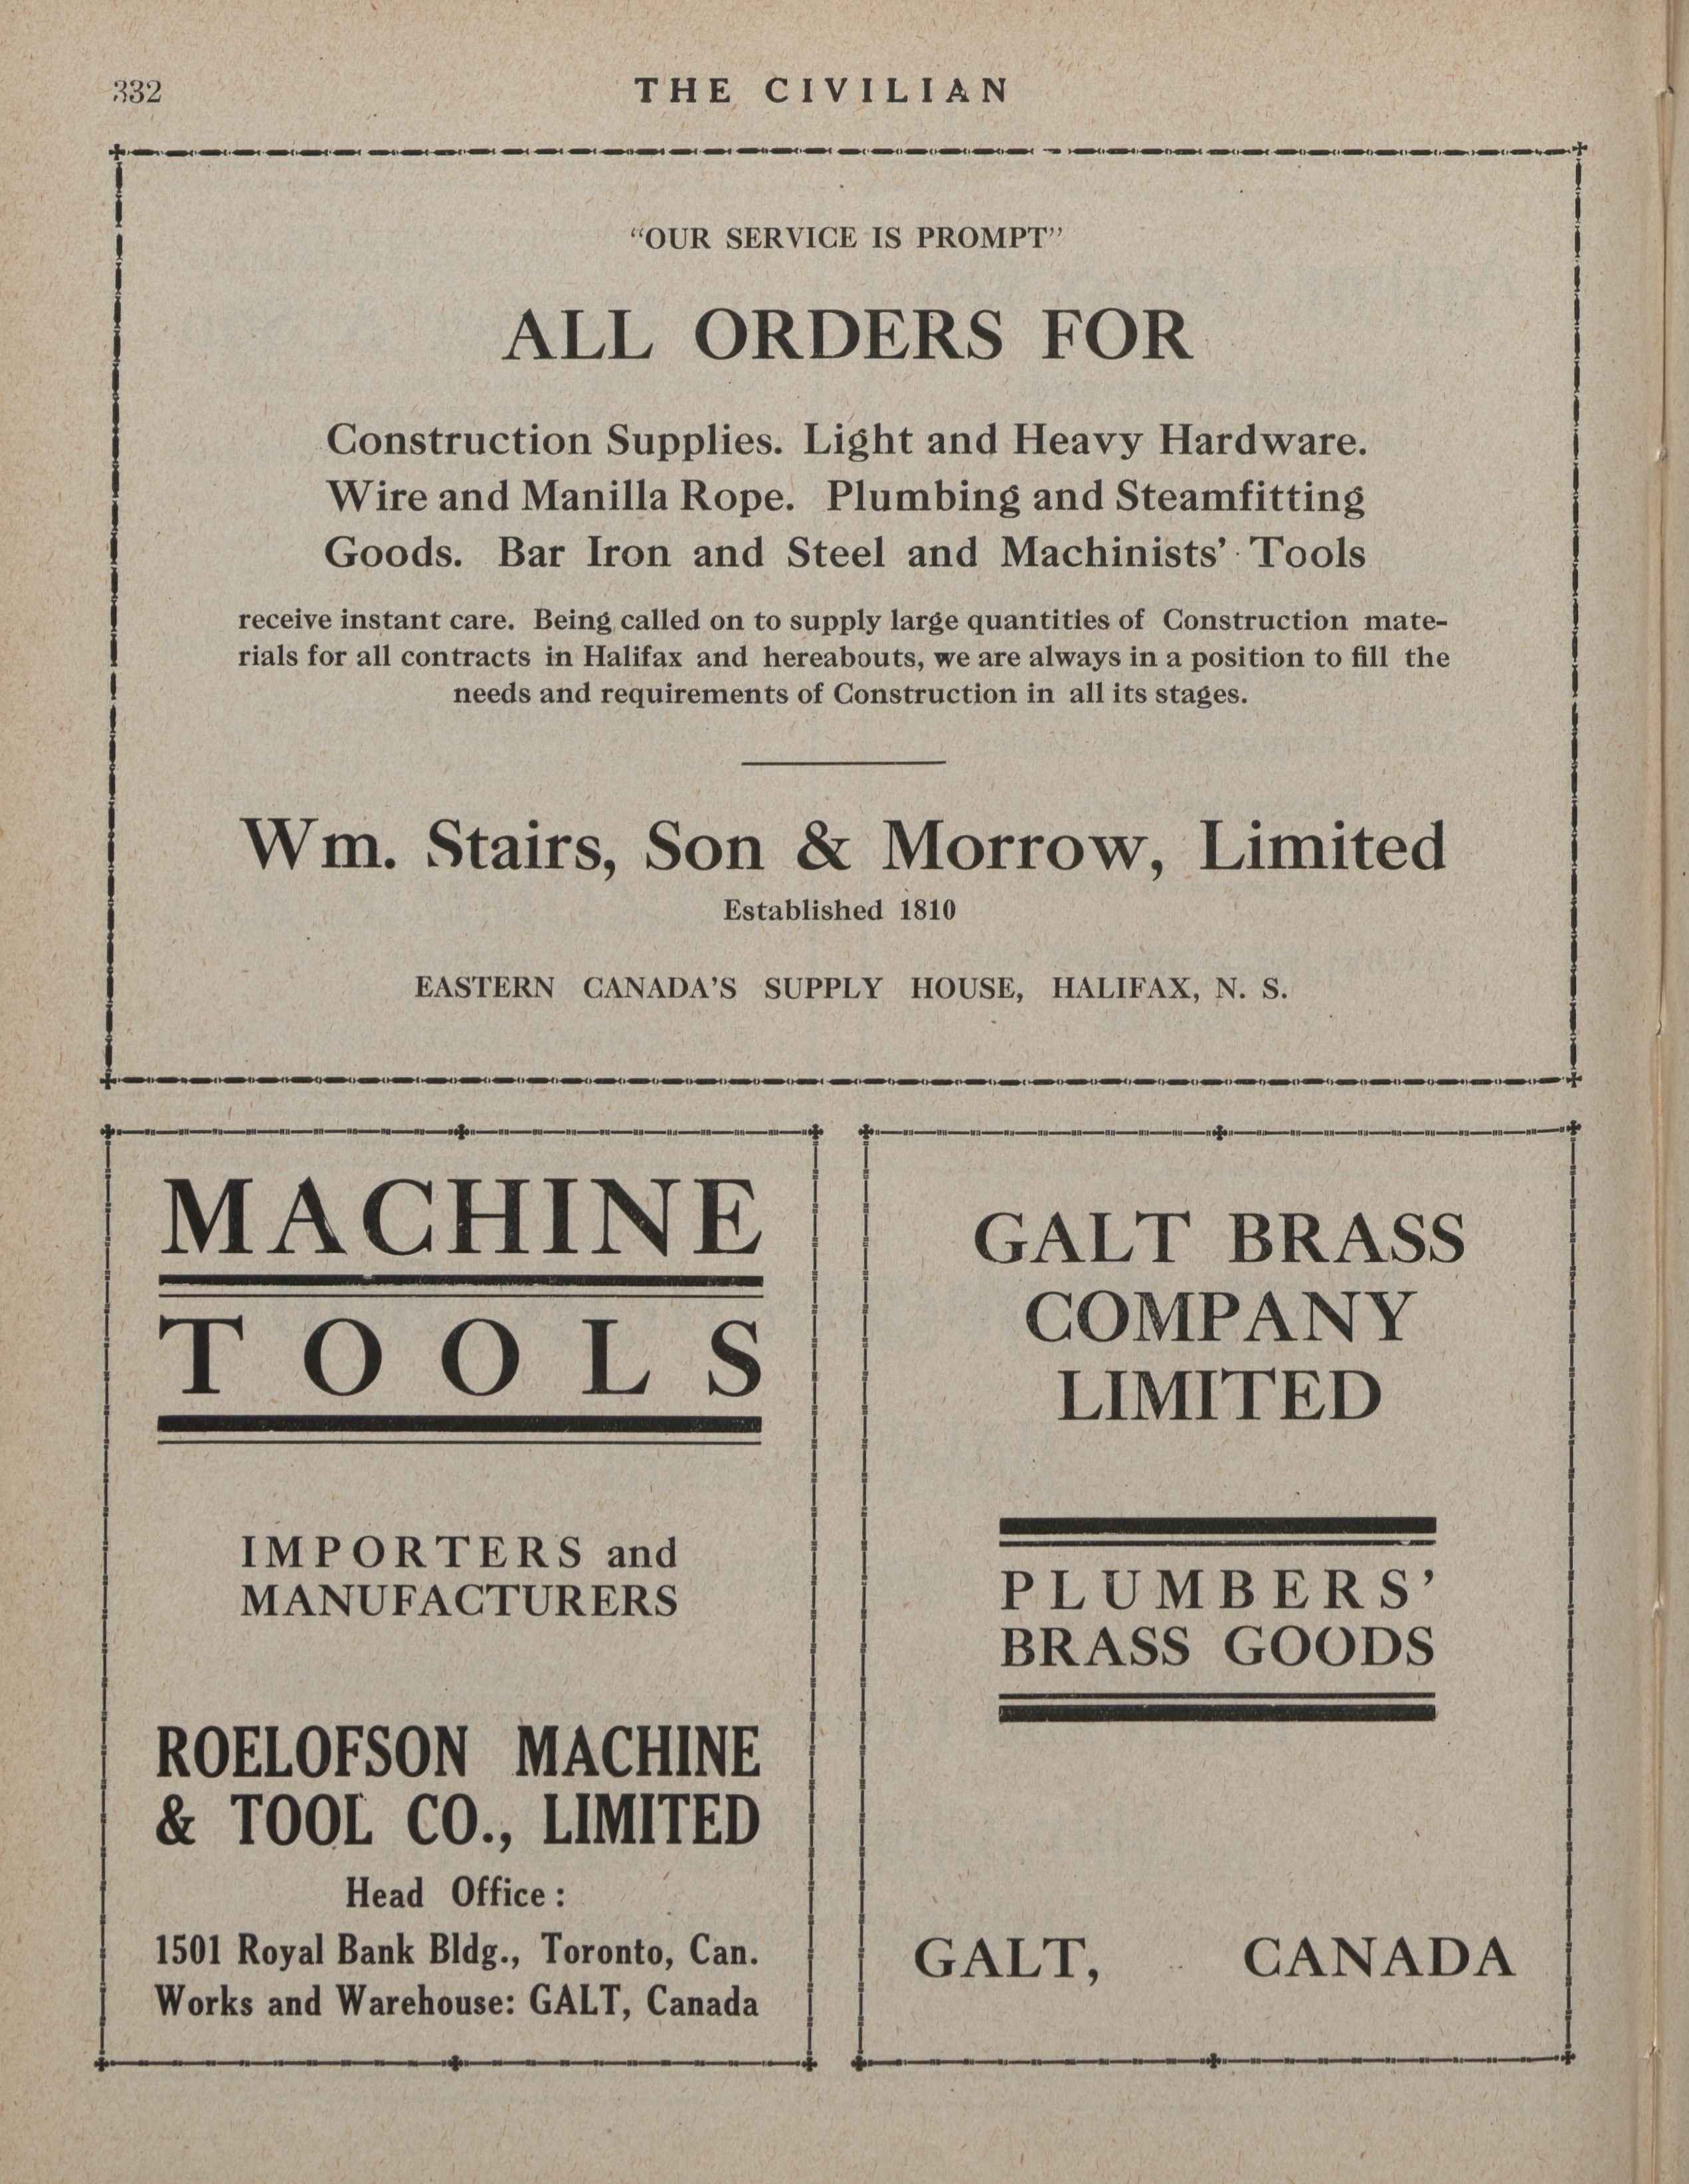 332
THE CIVILIAN
"OUR SERVICE IS PROMPT"
ALL ORDERS FOR
Construction Supplies. Light and Heavy Hardware.
Wire and Manilla Rope. Plumbing and Steamfitting
Goods. Bar Iron and Steel and Machinists' Tools
receive instant care. Being called on to supply large quantities of Construction mate-
rials for all contracts in Halifax and hereabouts, we are always in a position to fill the
needs and requirements of Construction in all its stages.
Wm. Stairs, Son & Morrow, Limited
Established 1810
EASTERN CANADA'S SUPPLY HOUSE, HALIFAX, N. S.
MACHINE
TOOLS
IMPORTERS and
MANUFACTURERS
ROELOFSON MACHINE
& TOOL CO., LIMITED
Head Office:
1501 Royal Bank Bldg., Toronto, Can.
Works and Warehouse: GALT, Canada
GALT BRASS
COMPANY
LIMITED
PLUMBERS'
BRASS GOODS
GALT, CANADA